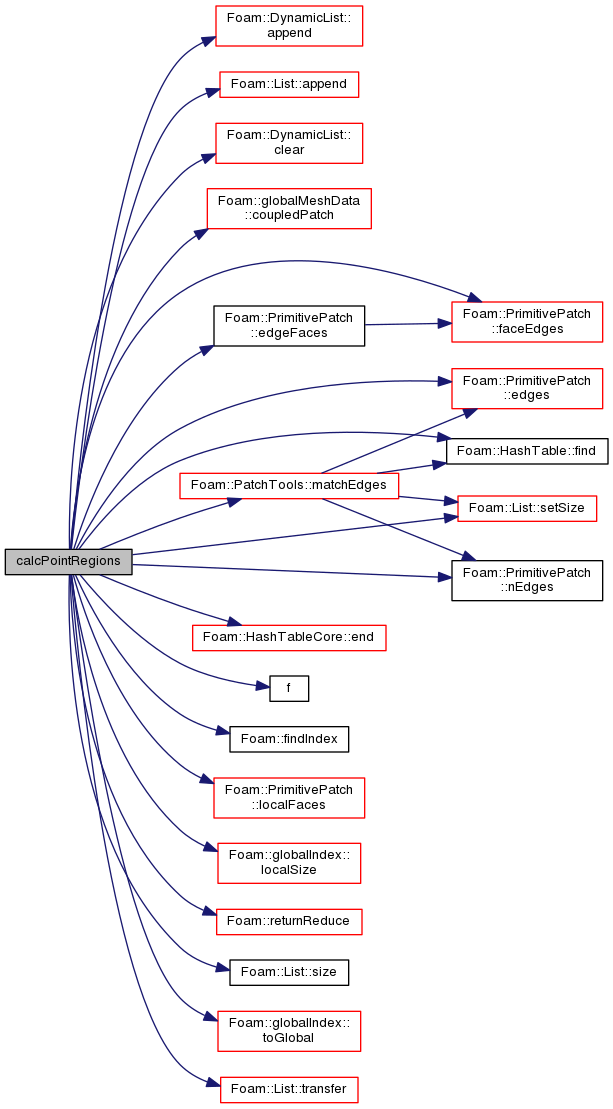 Foam::DynamicList::
append
Foam::List::append
Foam::DynamicList::
clear
Foam::globalMeshData
::coupledPatch
Foam::PrimitivePatch
::edgeFaces
Foam::PrimitivePatch
::faceEdges
Foam::PrimitivePatch
::edges
Foam::HashTable::find
Foam::PatchTools::matchEdges
Foam::List::setSize
calcPointRegions
Foam::PrimitivePatch
::nEdges
Foam::HashTableCore::end
f
Foam::findIndex
Foam::PrimitivePatch
::localFaces
Foam::globalIndex::
localSize
Foam::returnReduce
Foam::List::size
Foam::globalIndex::
toGlobal
Foam::List::transfer